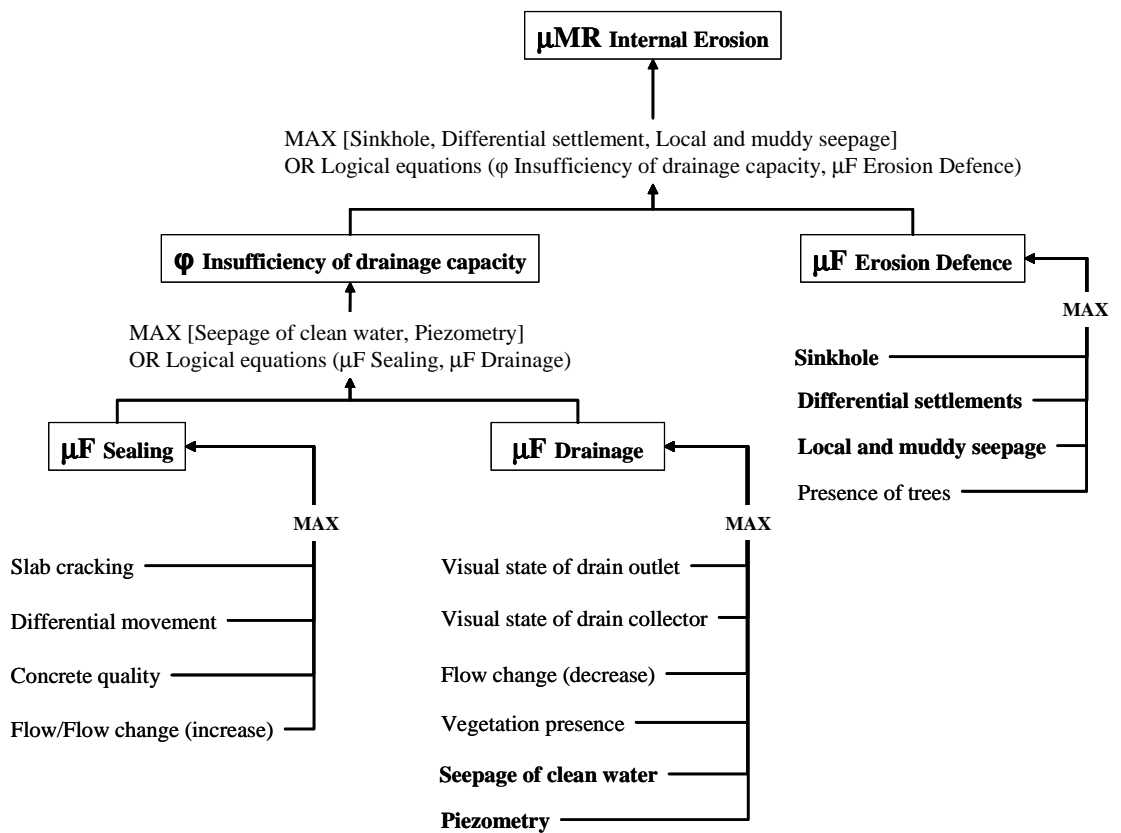 μMR Internal Erosion
MAX [Sinkhole, Differential settlement, Local and muddy seepage]
OR Logical equations (φ Insufficiency of drainage capacity, μF Erosion Defence)
φ Insufficiency of drainage capacity
μF Erosion Defence
MAX
Sinkhole
Differential settlements
Local and muddy seepage
Presence of trees
MAX [Seepage of clean water, Piezometry]
OR Logical equations (μF Sealing, μF Drainage)
μF Sealing
MAX
Slab cracking
Differential movement
Concrete quality
Flow/Flow change (increase)
μF Drainage
MAX
Visual state of drain outlet
Visual state of drain collector
Flow change (decrease)
Vegetation presence
Seepage of clean water
Piezometry